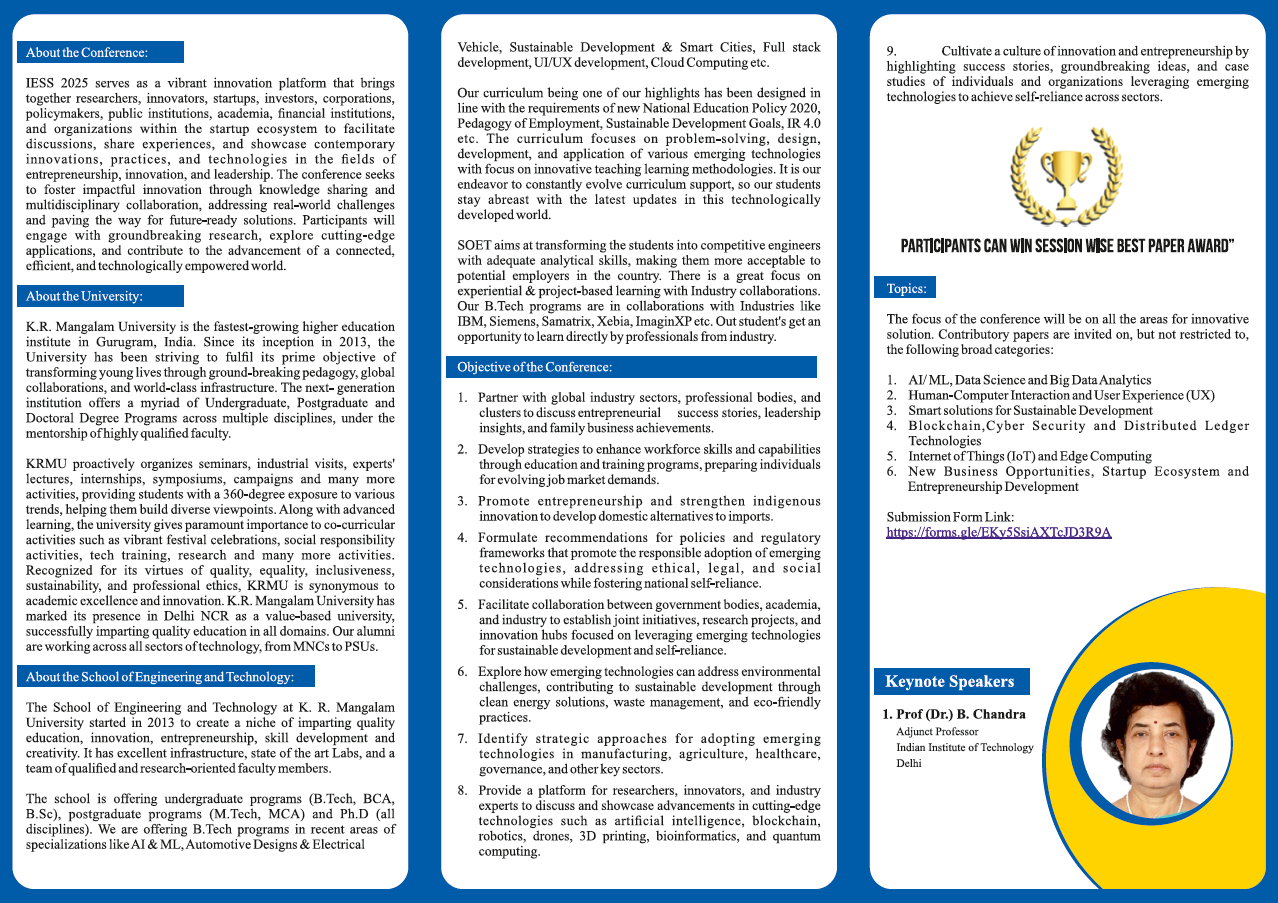 About the Conference:
IESS 2025 serves as a vibrant innovation platform that brings
together researchers, innovators, startups, investors, corporations,
policymakers, public institutions, academia, financial institutions,
and organizations within the startup ecosystem to facilitate
discussions, share experiences, and showcase contemporary
innovations, practices, and technologies in the fields of
entrepreneurship, innovation, and leadership. The conference seeks
to foster impactful innovation through knowledge sharing and
multidisciplinary collaboration, addressing real-world challenges
and paving the way for future-ready solutions. Participants will
engage with groundbreaking research, explore cutting-edge
applications, and contribute to the advancement of a connected,
efficient, and technologically empowered world.
About the University:
K.R. Mangalam University is the fastest-growing higher education
institute in Gurugram, India. Since its inception in 2013, the
University has been striving to fulfil its prime objective of
transforming young lives through ground-breaking pedagogy, global
collaborations, and world-class infrastructure. The next- generation
institution offers a myriad of Undergraduate, Postgraduate and
Doctoral Degree Programs across multiple disciplines, under the
mentorship of highly qualified faculty.
KRMU proactively organizes seminars, industrial visits, experts'
lectures, internships, symposiums, campaigns and many more
activities, providing students with a 360-degree exposure to various
trends, helping them build diverse viewpoints. Along with advanced
learning, the university gives paramount importance to co-curricular
activities such as vibrant festival celebrations, social responsibility
activities, tech training, research and many more activities.
Recognized for its virtues of quality, equality, inclusiveness,
sustainability, and professional ethics, KRMU is synonymous to
academic excellence and innovation. K.R. Mangalam University has
marked its presence in Delhi NCR as a value-based university,
successfully imparting quality education in all domains. Our alumni
are working across all sectors of technology, from MNCs to PSUs.
About the School of Engineering and Technology:
The School of Engineering and Technology at K. R. Mangalam
University started in 2013 to create a niche of imparting quality
education, innovation, entrepreneurship, skill development and
creativity. It has excellent infrastructure, state of the art Labs, and a
team of qualified and research-oriented faculty members.
The school is offering undergraduate programs (B.Tech, BCA,
B.Sc), postgraduate programs (M.Tech, MCA) and Ph.D (all
disciplines). We are offering B.Tech programs in recent areas of
specializations like AI & ML, Automotive Designs & Electrical
Vehicle, Sustainable Development & Smart Cities, Full stack
development, UI/UX development, Cloud Computing etc.
Our curriculum being one of our highlights has been designed in
line with the requirements of new National Education Policy 2020,
Pedagogy of Employment, Sustainable Development Goals, IR 4.0
etc. The curriculum focuses on problem-solving, design,
development, and application of various emerging technologies
with focus on innovative teaching learning methodologies. It is our
endeavor to constantly evolve curriculum support, so our students
stay abreast with the latest updates in this technologically
developed world.
SOET aims at transforming the students into competitive engineers
with adequate analytical skills, making them more acceptable to
potential employers in the country. There is a great focus on
experiential & project-based learning with Industry collaborations.
Our B.Tech programs are in collaborations with Industries like
IBM, Siemens, Samatrix, Xebia, ImaginXP etc. Out student's get an
opportunity to learn directly by professionals from industry.
Objective of the Conference:
1. Partner with global industry sectors, professional bodies, and
clusters to discuss entrepreneurial success stories, leadership
insights, and family business achievements.
2. Develop strategies to enhance workforce skills and capabilities
through education and training programs, preparing individuals
for evolving job market demands.
3. Promote entrepreneurship and strengthen indigenous
innovation to develop domestic alternatives to imports.
4. Formulate recommendations for policies and regulatory
frameworks that promote the responsible adoption of emerging
technologies, addressing ethical, legal, and social
considerations while fostering national self-reliance.
5. Facilitate collaboration between government bodies, academia,
and industry to establish joint initiatives, research projects, and
innovation hubs focused on leveraging emerging technologies
for sustainable development and self-reliance.
6. Explore how emerging technologies can address environmental
challenges, contributing to sustainable development through
clean energy solutions, waste management, and eco-friendly
practices.
7. Identify strategic approaches for adopting emerging
technologies in manufacturing, agriculture, healthcare,
governance, and other key sectors.
8. Provide a platform for researchers, innovators, and industry
experts to discuss and showcase advancements in cutting-edge
technologies such as artificial intelligence, blockchain,
robotics, drones, 3D printing, bioinformatics, and quantum
computing.
9. Cultivate a culture of innovation and entrepreneurship by
highlighting success stories, groundbreaking ideas, and case
studies of individuals and organizations leveraging emerging
technologies to achieve self-reliance across sectors.
PARTICIPANTS CAN WIN SESSION WISE BEST PAPER AWARD"
Topics:
The focus of the conference will be on all the areas for innovative
solution. Contributory papers are invited on, but not restricted to,
the following broad categories:
1. AI/ ML, Data Science and Big Data Analytics
2. Human-Computer Interaction and User Experience (UX)
3. Smart solutions for Sustainable Development
4. Blockchain,Cyber Security and Distributed Ledger
Technologies
5. Internet of Things (IoT) and Edge Computing
6. New Business Opportunities, Startup Ecosystem and
Entrepreneurship Development
Submission Form Link:
https://forms.gle/EKy5SsiAXTcJD3R9A
Keynote Speakers
1. Prof (Dr.) B. Chandra
Adjunct Professor
Indian Institute of Technology
Delhi